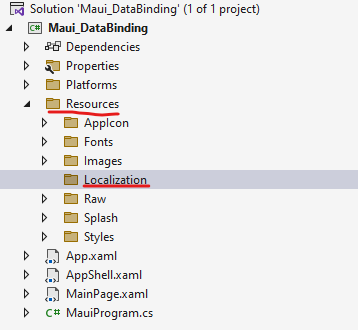 Solution 'Maui_DataBinding' (1 of 1 project)
Maui_DataBinding
Dependencies
Properties
Platforms
Resources
AppIcon
Fonts
Images
Localization
Raw
Splash
Styles
App.xaml
AppShell.xaml
MainPage.xaml
MauiProgram.cs